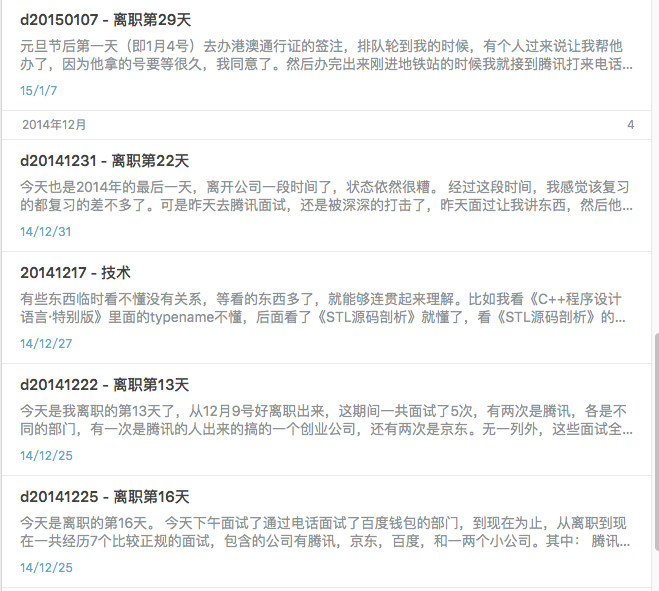 d20150107 - 离职第29天
元旦节后第一天（即1月4号）去办港澳通行证的签注，排队轮到我的时候，有个人过来说让我帮他
办了，因为他拿的号要等很久，我同意了。然后办完出来刚进地铁站的时候我就接到腾讯打来电话...
15/1/7
2014年12月 4
d20141231 - 离职第22天
今天也是2014年的最后一天，离开公司一段时间了，状态依然很糟。 经过这段时间，我感觉该复习
的都复习的差不多了。可是昨天去腾讯面试，还是被深深的打击了，昨天面过让我讲东西，然后他...
14/12/31
20141217 - 技术
有些东西临时看不懂没有关系，等看的东西多了，就能够连贯起来理解。比如我看《C++程序设计
语言·特别版》里面的typename不懂，后面看了《STL源码剖析》就懂了，看《STL源码剖析》的...
14/12/27
d20141222 - 离职第13天
今天是我离职的第13天了，从12月9号好离职出来，这期间一共面试了5次，有两次是腾讯，各是不
同的部门，有一次是腾讯的人出来的搞的一个创业公司，还有两次是京东。无一列外，这些面试全...
14/12/25
d20141225 - 离职第16天
今天是离职的第16天。 今天下午面试了通过电话面试了百度钱包的部门，到现在为止，从离职到现
在一共经历7个比较正规的面试，包含的公司有腾讯，京东，百度，和一两个小公司。其中： 腾讯...
14/12/25